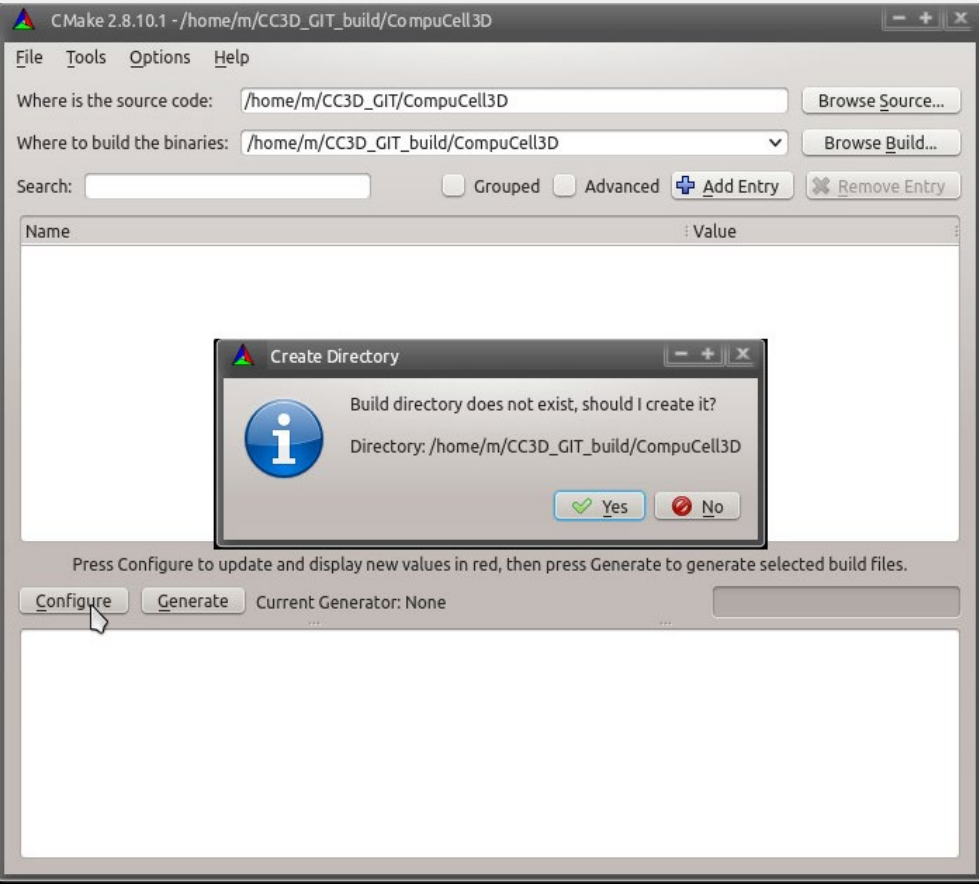 CMake 2.8.10.1 - /home/m/CC3D_GIT_build/CompuCell3D
File Tools Options Help
Where is the source code: /home/m/CC3D_GIT/CompuCell3D Browse Source...
Where to build the binaries: /home/m/CC3D_GIT_build/CompuCell3D Browse Build...
Search: Grouped Advanced Add Entry Remove Entry
Name Value
Create Directory
Build directory does not exist, should I create it?
Directory: /home/m/CC3D_GIT_build/CompuCell3D
Yes No
Press Configure to update and display new values in red, then press Generate to generate selected build files.
Configure Generate Current Generator: None